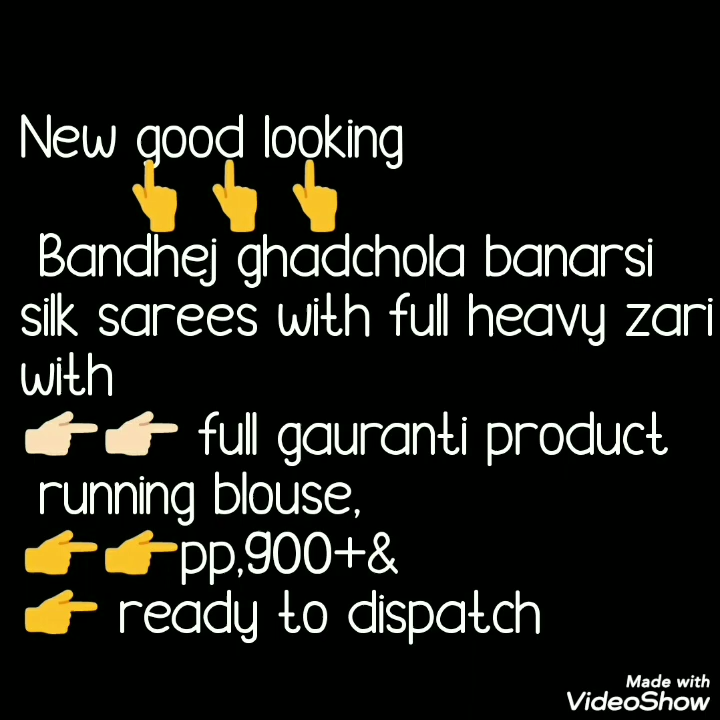 New good looking
👆👆👆
Bandhej ghadchola banarsi
silk sarees with full heavy zari
with
👉🏻👉🏻 full gauranti product
running blouse,
👉👉pp,900+&
👉 ready to dispatch
Made with
VideoShow